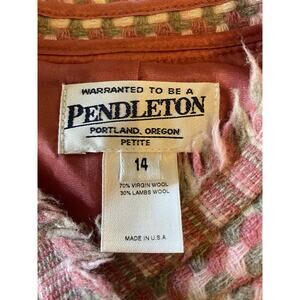 WARRANTED TO BE A
PENDLETON
PORTLAND, OREGON
PETITE
14
70% VIRGIN WOOL
30% LAMBS WOOL
MADE IN U.S.A